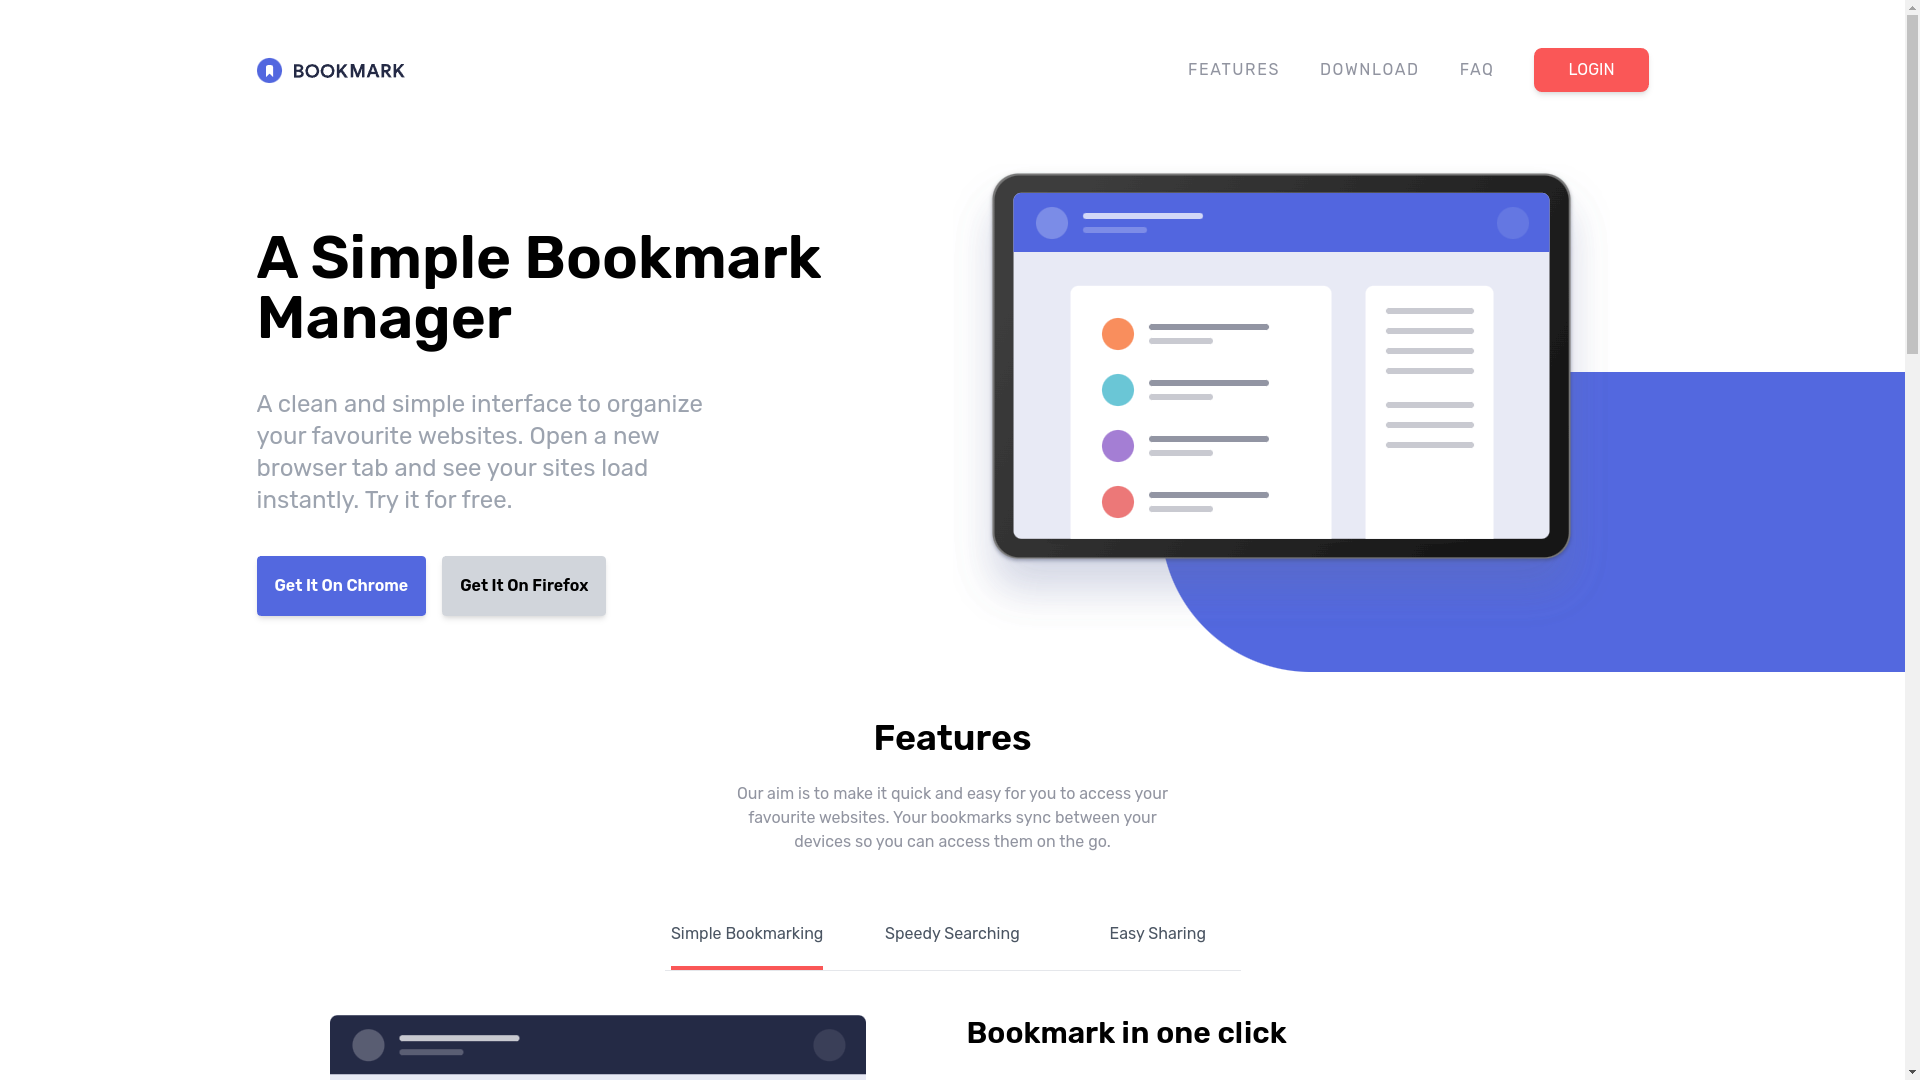 BOOKMARK
FEATURES
DOWNLOAD
FAQ
LOGIN
A Simple Bookmark
Manager
A clean and simple interface to organize
your favourite websites. Open a new
browser tab and see your sites load
instantly. Try it for free.
Get It On Chrome
Get It On Firefox
Features
Our aim is to make it quick and easy for you to access your
favourite websites. Your bookmarks sync between your
devices so you can access them on the go.
Simple Bookmarking
Speedy Searching
Easy Sharing
Bookmark in one click